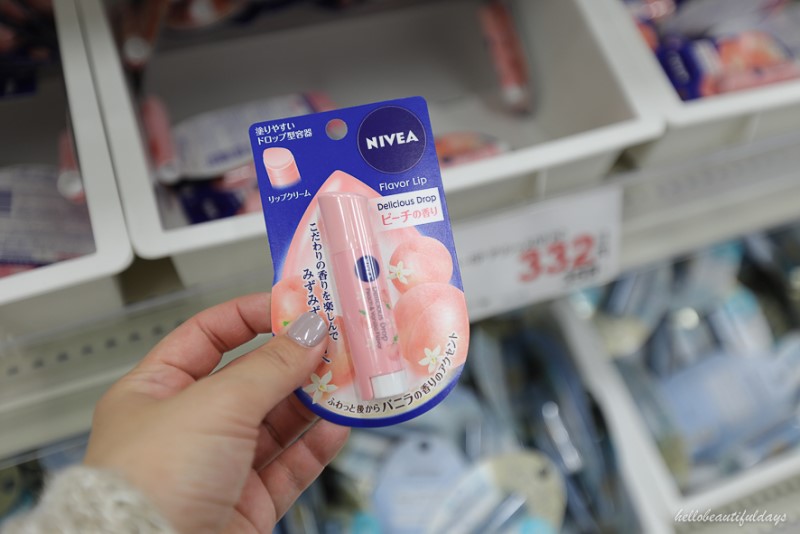 塗りやすい
ドロップ型容器
NIVEA
リップクリーム
Flavor Lip
Delicious Drop
ピーチの香り
こだわりの香りを楽しんで
みずみず
NIVEA
Delicious Drop
ふわっと後からバニラの香りのアクセント
332
hellobeautifuldays